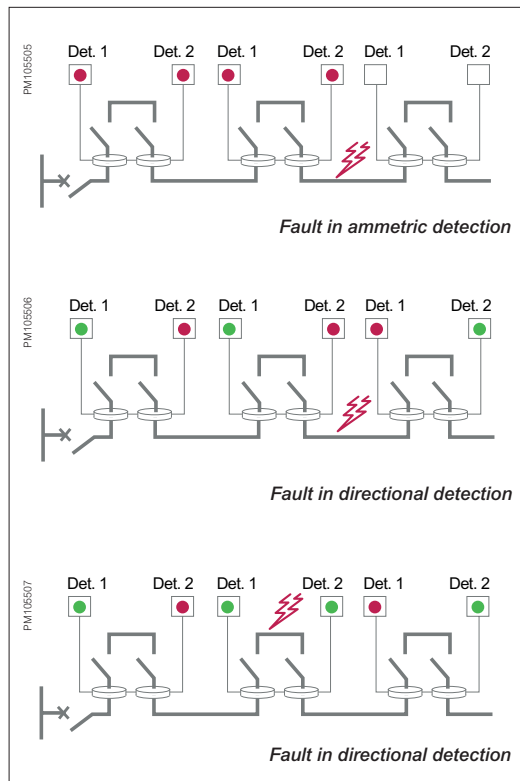 PM105505
Det. 1 Det. 2 Det. 1 Det. 2 Det. 1 Det. 2
Fault in ammetric detection
PM105506
Det. 1 Det. 2 Det. 1 Det. 2 Det. 1 Det. 2
Fault in directional detection
PM105507
Det. 1 Det. 2 Det. 1 Det. 2 Det. 1 Det. 2
Fault in directional detection